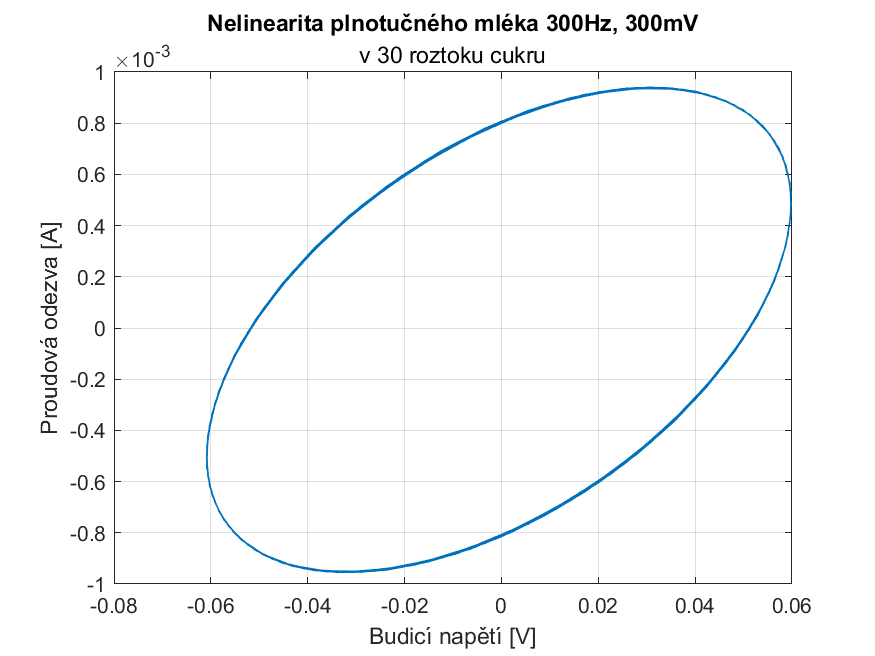 Nelinearita plnotučného mléka 300Hz, 300mV
v 30 roztoku cukru
×10-3
1
0.8
0.6
0.4
0.2
0
-0.2
-0.4
-0.6
-0.8
-1
Proudová odezva [A]
-0.08 -0.06 -0.04 -0.02 0 0.02 0.04 0.06
Budicí napětí [V]